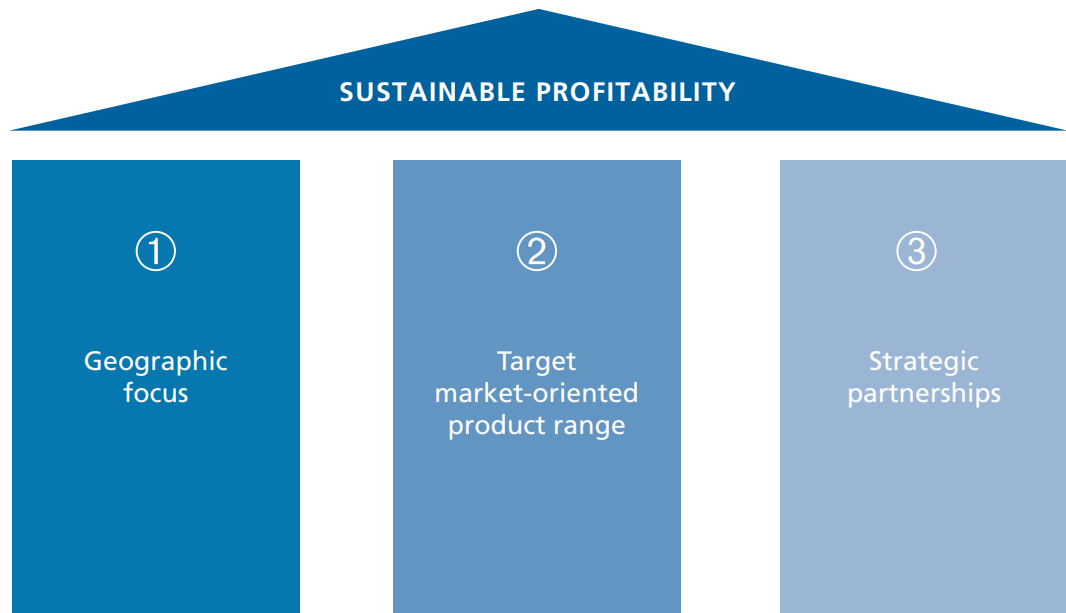 SUSTAINABLE PROFITABILITY
①
Geographic
focus
②
Target
market-oriented
product range
③
Strategic
partnerships